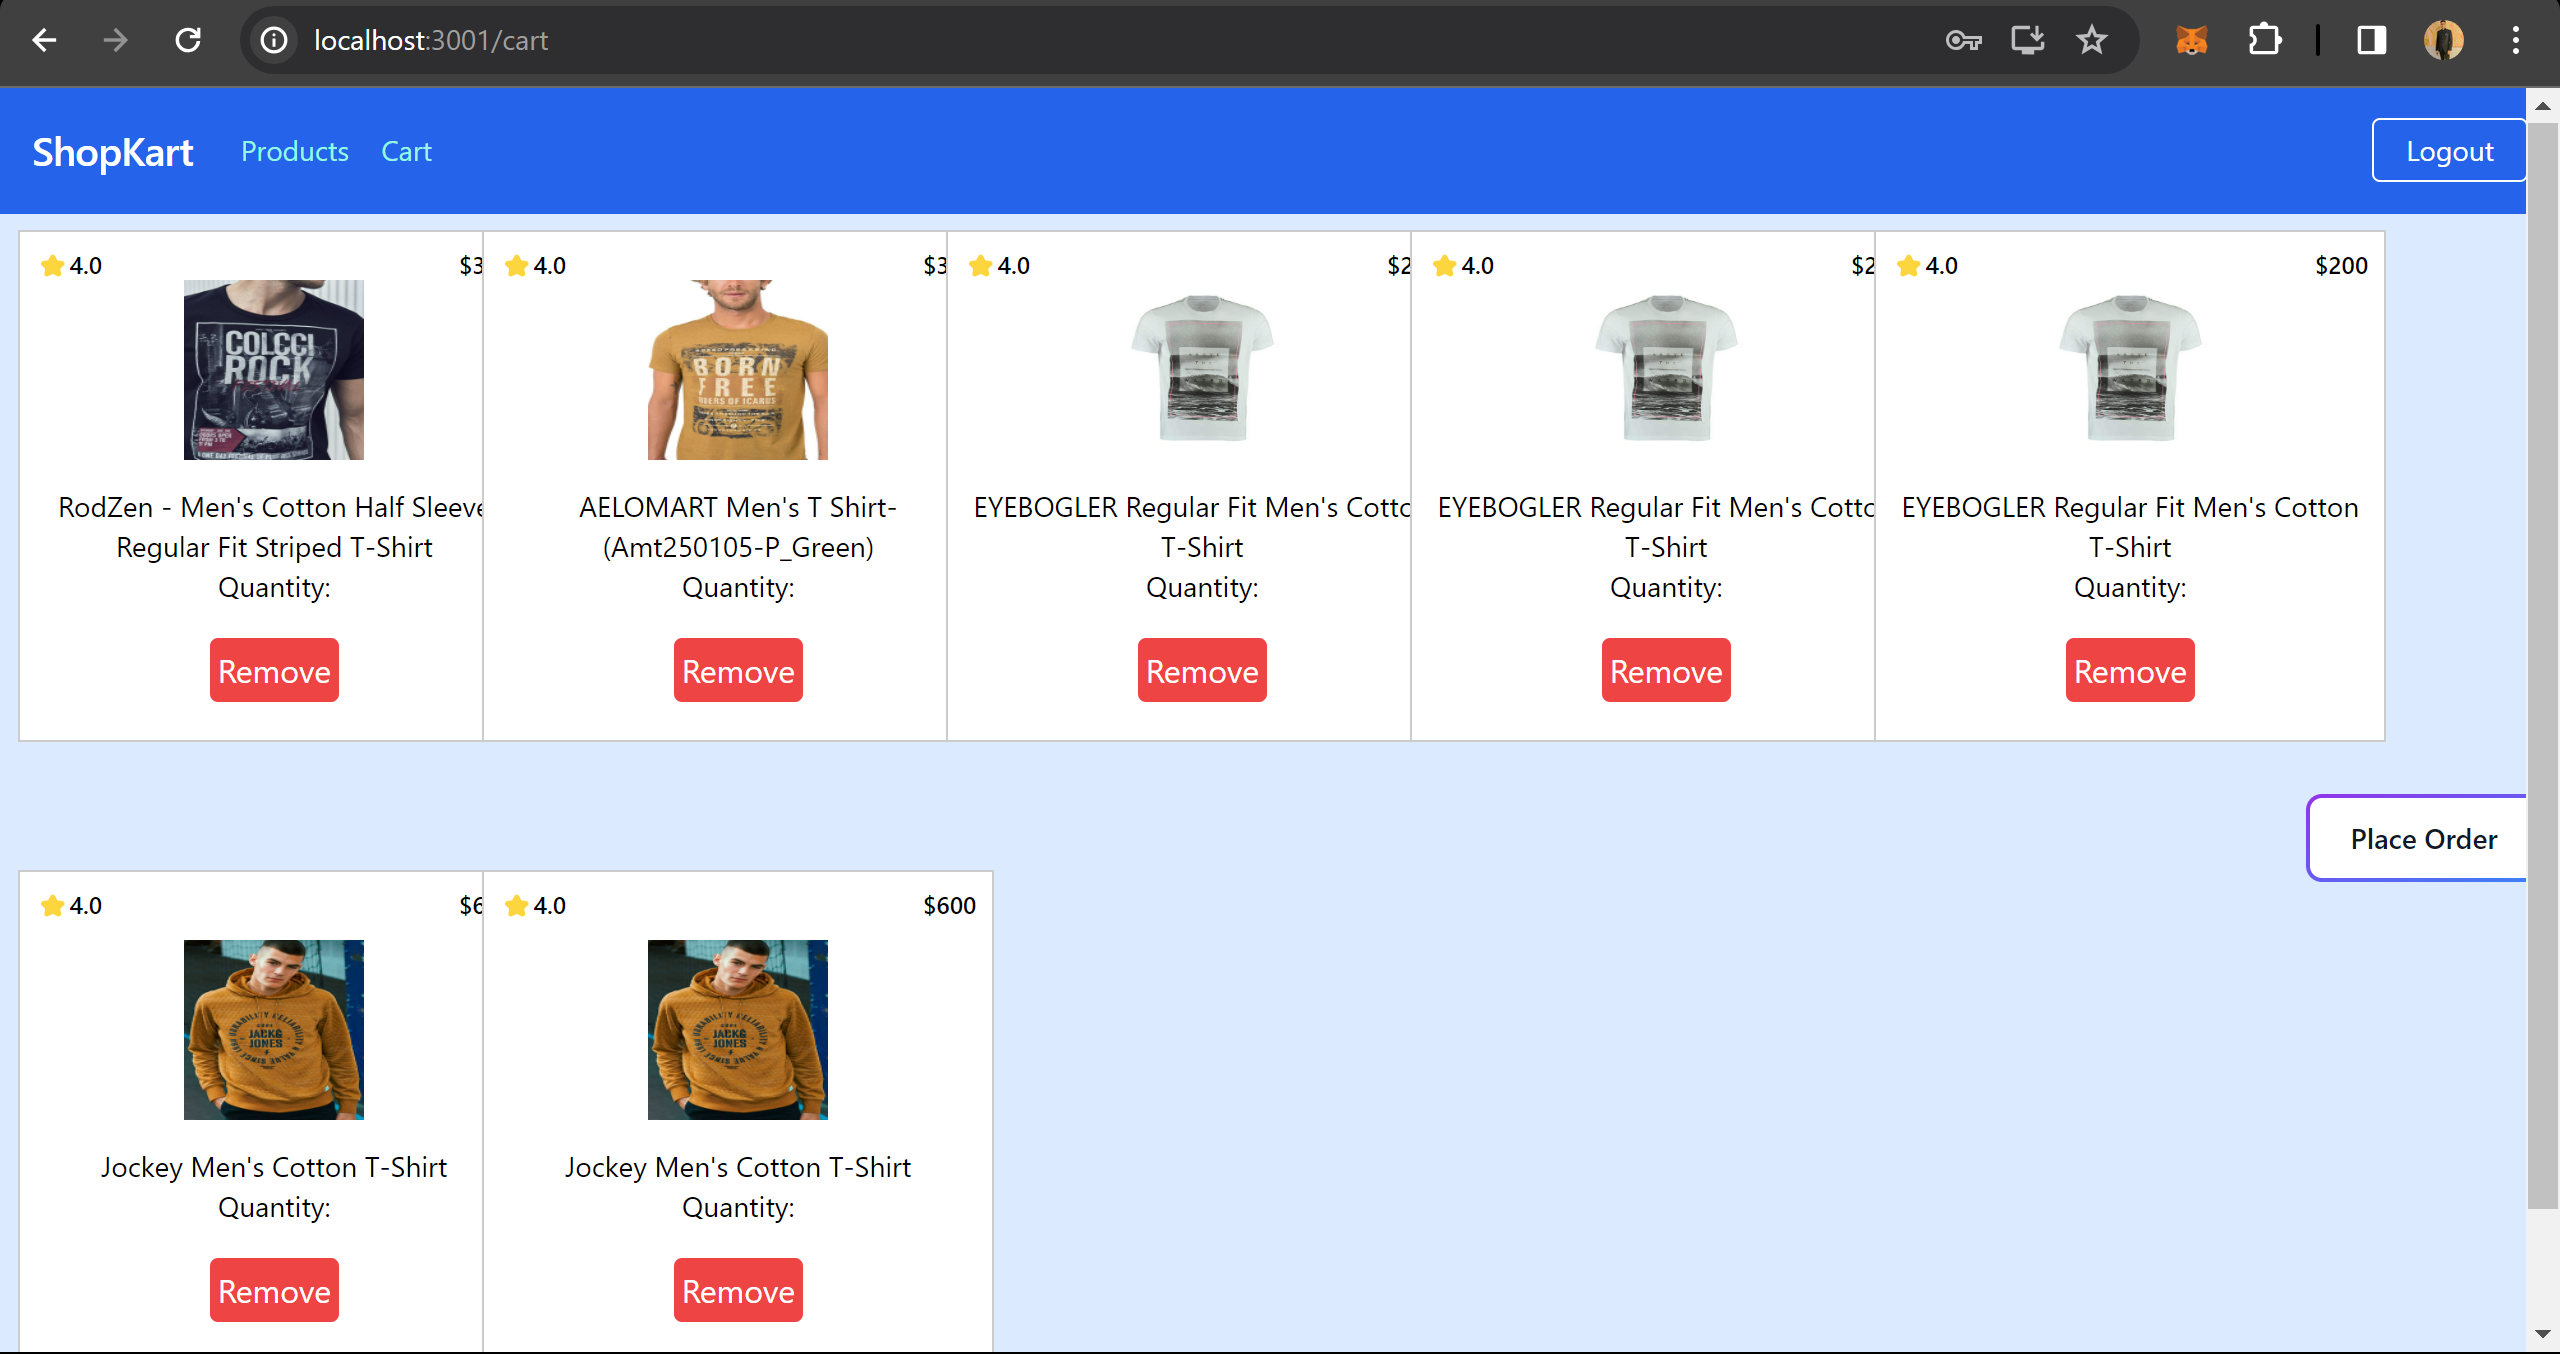 localhost:3001/cart
ShopKart Products Cart Logout
4.0 $3 4.0 $3 4.0 $2 4.0 $2 4.0 $200
COLCCI
ROCK
BORN
FREE
RIDERS OF ICARUS
RodZen - Men's Cotton Half Sleeve
Regular Fit Striped T-Shirt
Quantity:
Remove
AELOMART Men's T Shirt-
(Amt250105-P_Green)
Quantity:
Remove
EYEBOGLER Regular Fit Men's Cotto
T-Shirt
Quantity:
Remove
EYEBOGLER Regular Fit Men's Cotto
T-Shirt
Quantity:
Remove
EYEBOGLER Regular Fit Men's Cotton
T-Shirt
Quantity:
Remove
Place Order
4.0 $6 4.0 $600
JACK&
JONES
JACK&
JONES
Jockey Men's Cotton T-Shirt
Quantity:
Remove
Jockey Men's Cotton T-Shirt
Quantity:
Remove